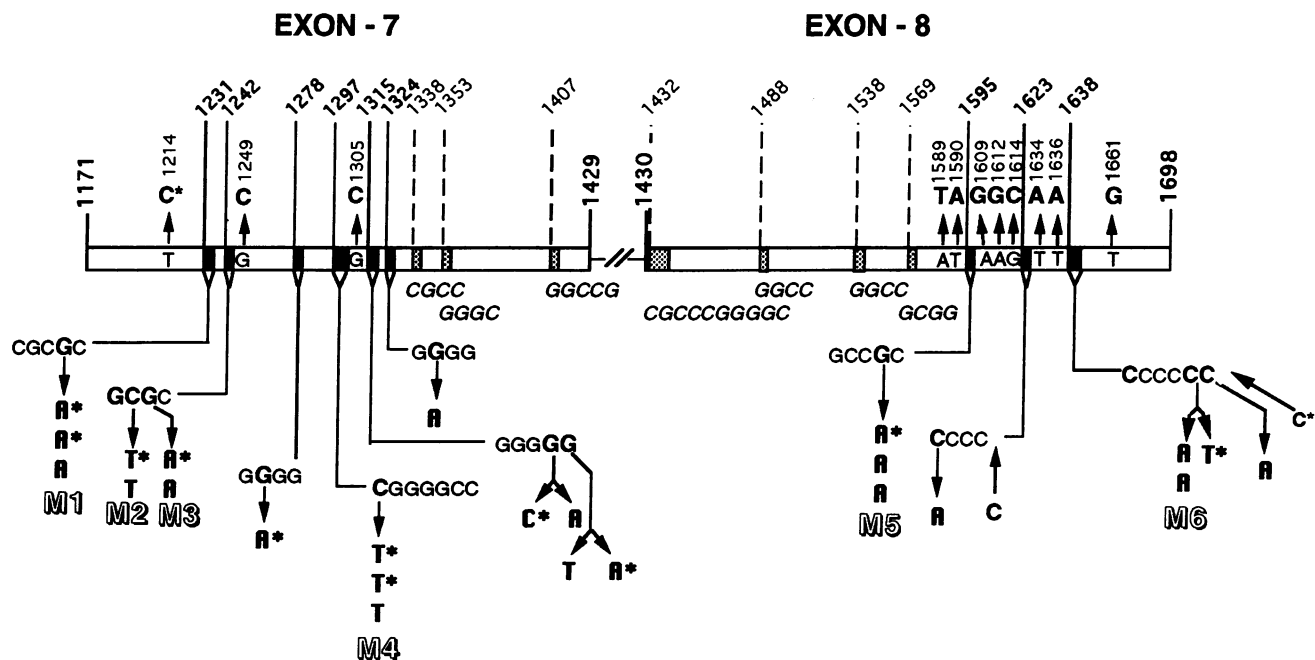 EXON - 7
EXON - 8
1171
C* 1214
1231
1242
C 1249
1278
1297
C 1305
1315
1324
1338
1353
1407
1429
1430
1432
1488
1538
1569
T 1589
A 1590
1595
G 1609
G 1612
C 1614
1623
A 1634
A 1636
1638
G 1661
1698
T G G AT AAG TT T
CGCC
GGGC
GGCCG
CGCCCGGGGC
GGCC
GGCC
GCGG
CGCGC
A*
A*
A
M1
GCGC
T*
T
M2
A*
A
M3
GGGG
A*
CGGGGCC
T*
T*
T
M4
GGGG
A
GGGGG
C*
A
T
A*
GCCGC
A*
A
A
M5
CCCC
A
C
CCCCCC
C*
A
A
T*
A
M6